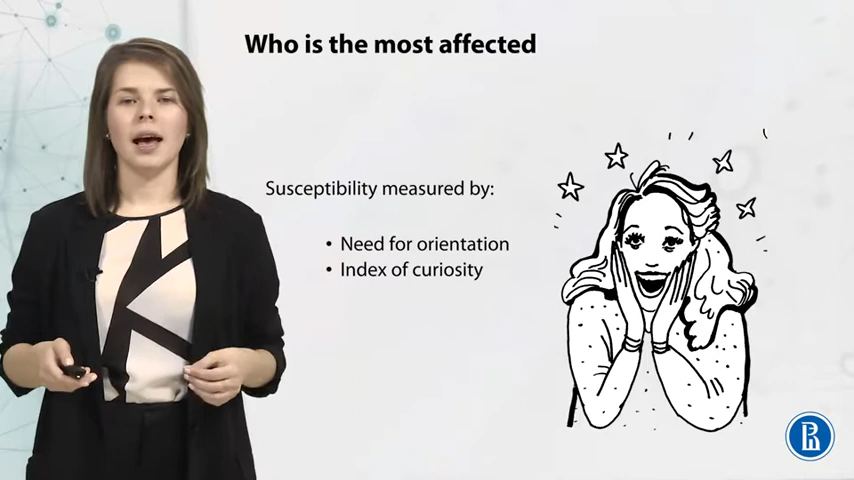 Who is the most affected
Susceptibility measured by:
• Need for orientation
• Index of curiosity